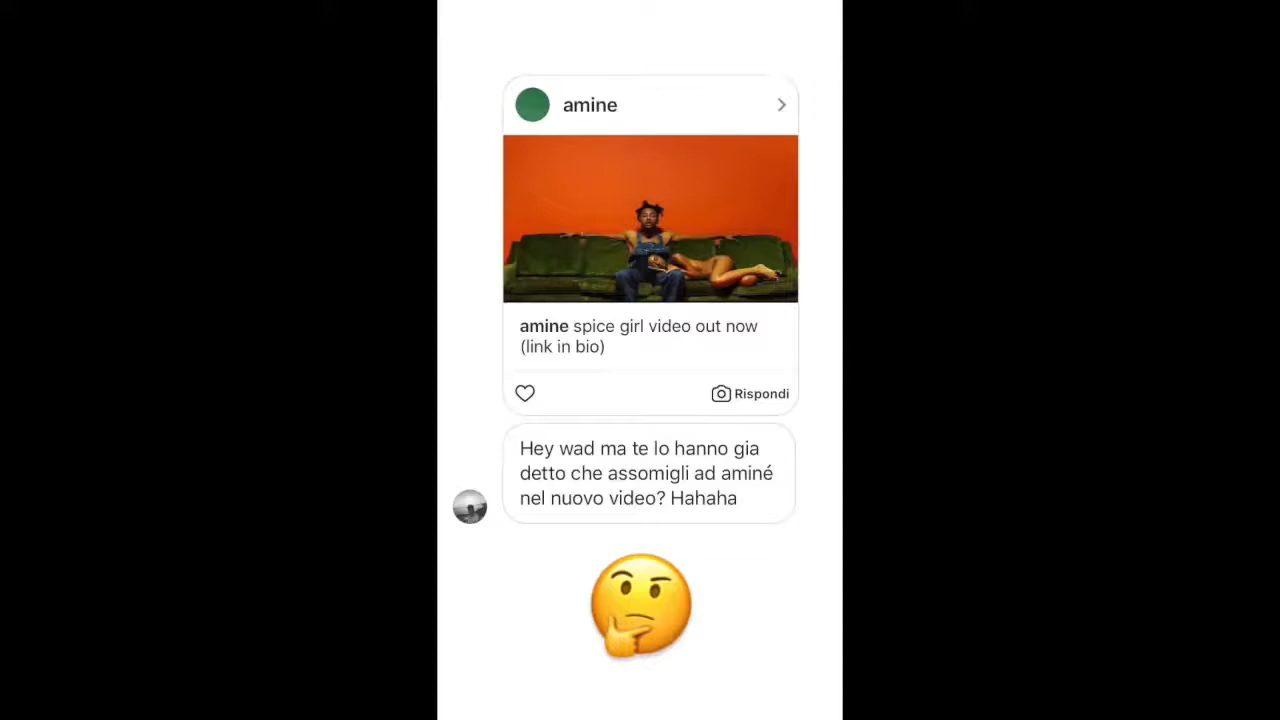 amine
amine spice girl video out now
(link in bio)
Rispondi
Hey wad ma te lo hanno gia
detto che assomigli ad aminé
nel nuovo video? Hahaha